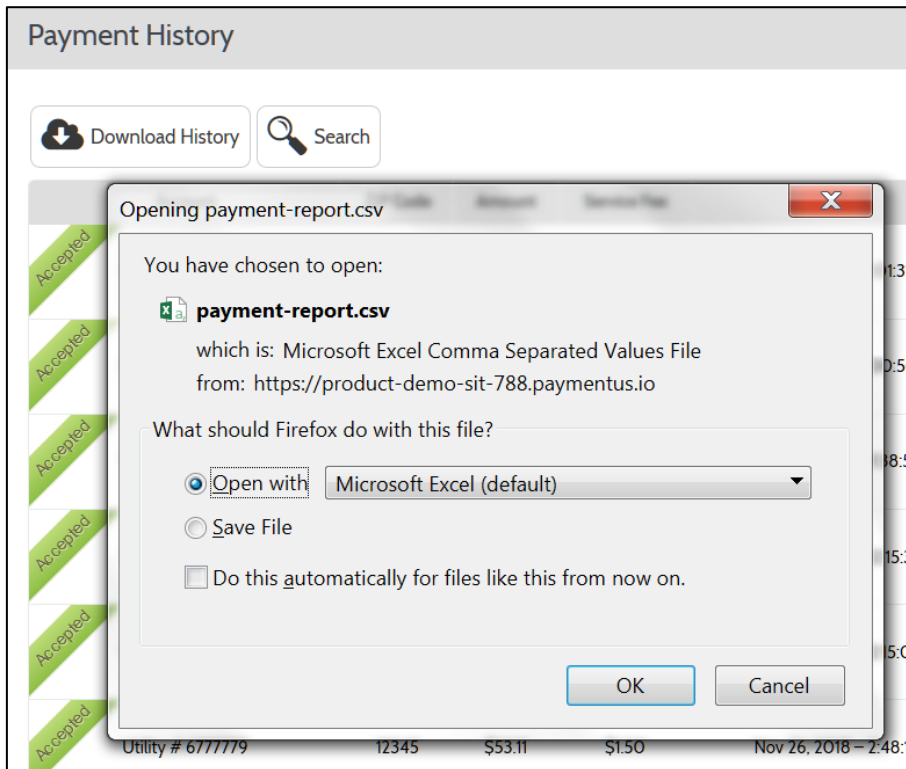 Payment History
Download History
Search
Code Amount Service Fee
Opening payment-report.csv
X
Accepted
You have chosen to open:
payment-report.csv
which is: Microsoft Excel Comma Separated Values File
from: https://product-demo-sit-788.paymentus.io
Accepted
What should Firefox do with this file?
Accepted
Open with Microsoft Excel (default)
Save File
Accepted
Do this automatically for files like this from now on.
Accepted
OK Cancel
Accepted
Utility # 6777779 12345 $53.11 $1.50 Nov 26, 2018 – 2:48: